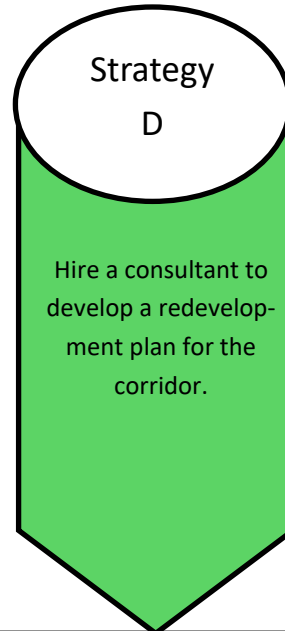 Strategy
D
Hire a consultant to
develop a redevelop-
ment plan for the
corridor.